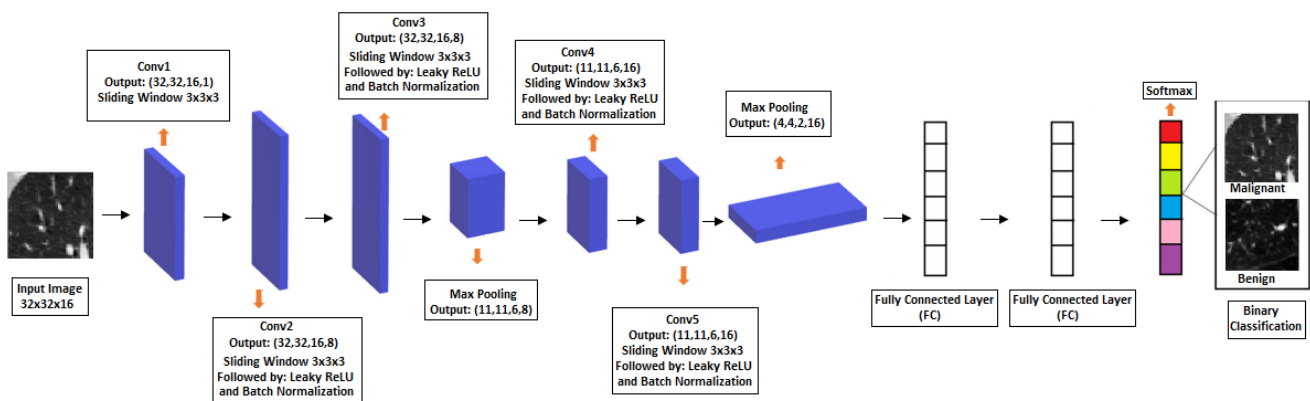 Input Image
32x32x16
Conv1
Output: (32,32,16,1)
Sliding Window 3x3x3
Conv2
Output: (32,32,16,8)
Sliding Window 3x3x3
Followed by: Leaky ReLU
and Batch Normalization
Conv3
Output: (32,32,16,8)
Sliding Window 3x3x3
Followed by: Leaky ReLU
and Batch Normalization
Max Pooling
Output: (11,11,6,8)
Conv4
Output: (11,11,6,16)
Sliding Window 3x3x3
Followed by: Leaky ReLU
and Batch Normalization
Conv5
Output: (11,11,6,16)
Sliding Window 3x3x3
Followed by: Leaky ReLU
and Batch Normalization
Max Pooling
Output: (4,4,2,16)
Fully Connected Layer
(FC)
Fully Connected Layer
(FC)
Softmax
Malignant
Benign
Binary
Classification